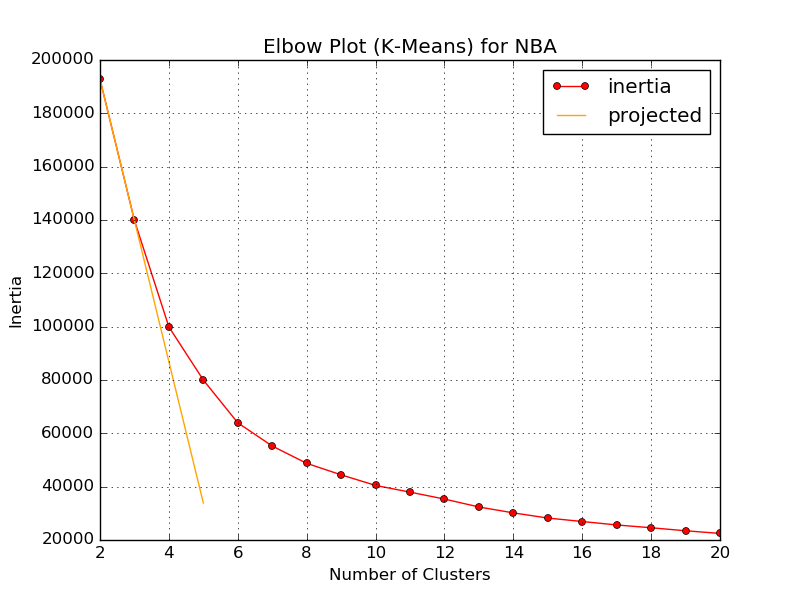 Elbow Plot (K-Means) for NBA
inertia
projected
200000
180000
160000
140000
120000
100000
80000
60000
40000
20000
Inertia
2 4 6 8 10 12 14 16 18 20
Number of Clusters